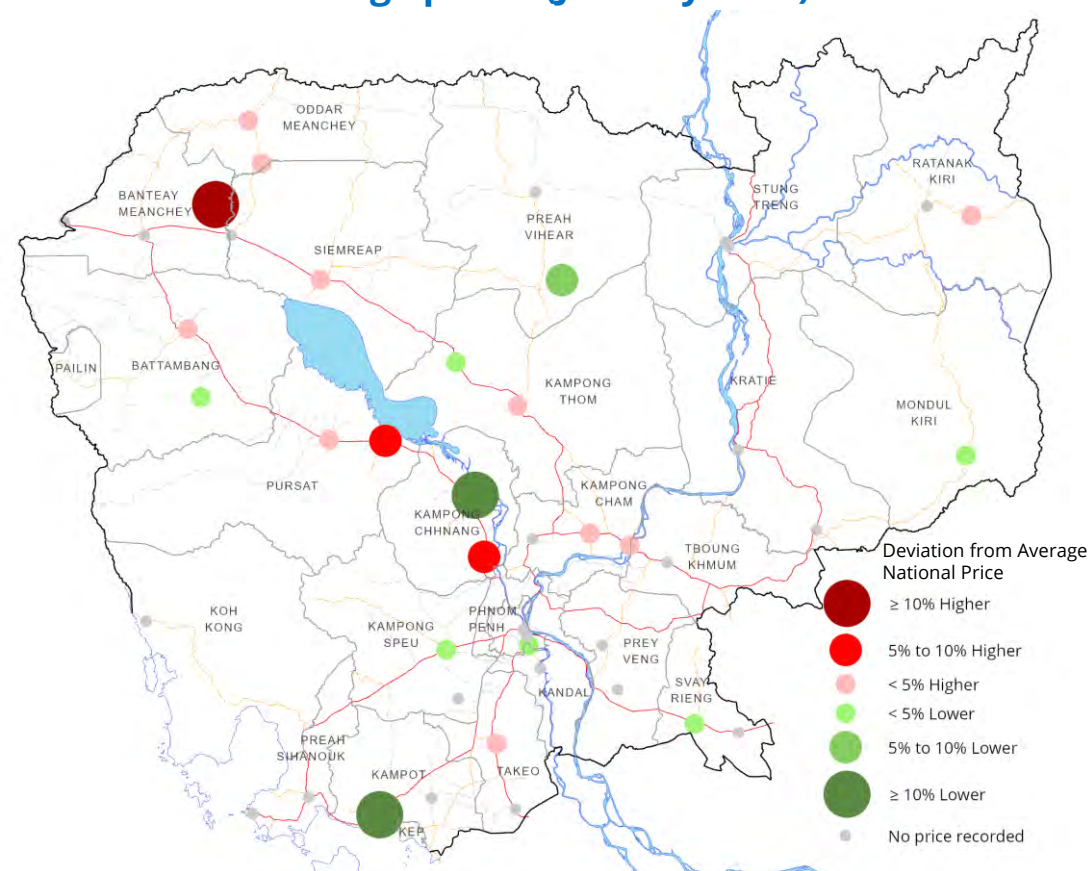 ODDAR
MEANCHEY
BANTEAY
MEANCHEY
PREAH
VIHEAR
STUNG
TRENG
RATANAK
KIRI
SIEMREAP
PAILIN
BATTAMBANG
KAMPONG
THOM
KRATIE
MONDUL
KIRI
PURSAT
KAMPONG
CHHNANG
KAMPONG
CHAM
TBOUNG
KHMUM
KOH
KONG
KAMPONG
SPEU
PHNOM
PENH
PREY
VENG
KANDAL
SVAY
RIENG
PREAH
SIHANOUK
KAMPOT
TAKEO
KEP
Deviation from Average
National Price
≥ 10% Higher
5% to 10% Higher
< 5% Higher
< 5% Lower
5% to 10% Lower
≥ 10% Lower
No price recorded